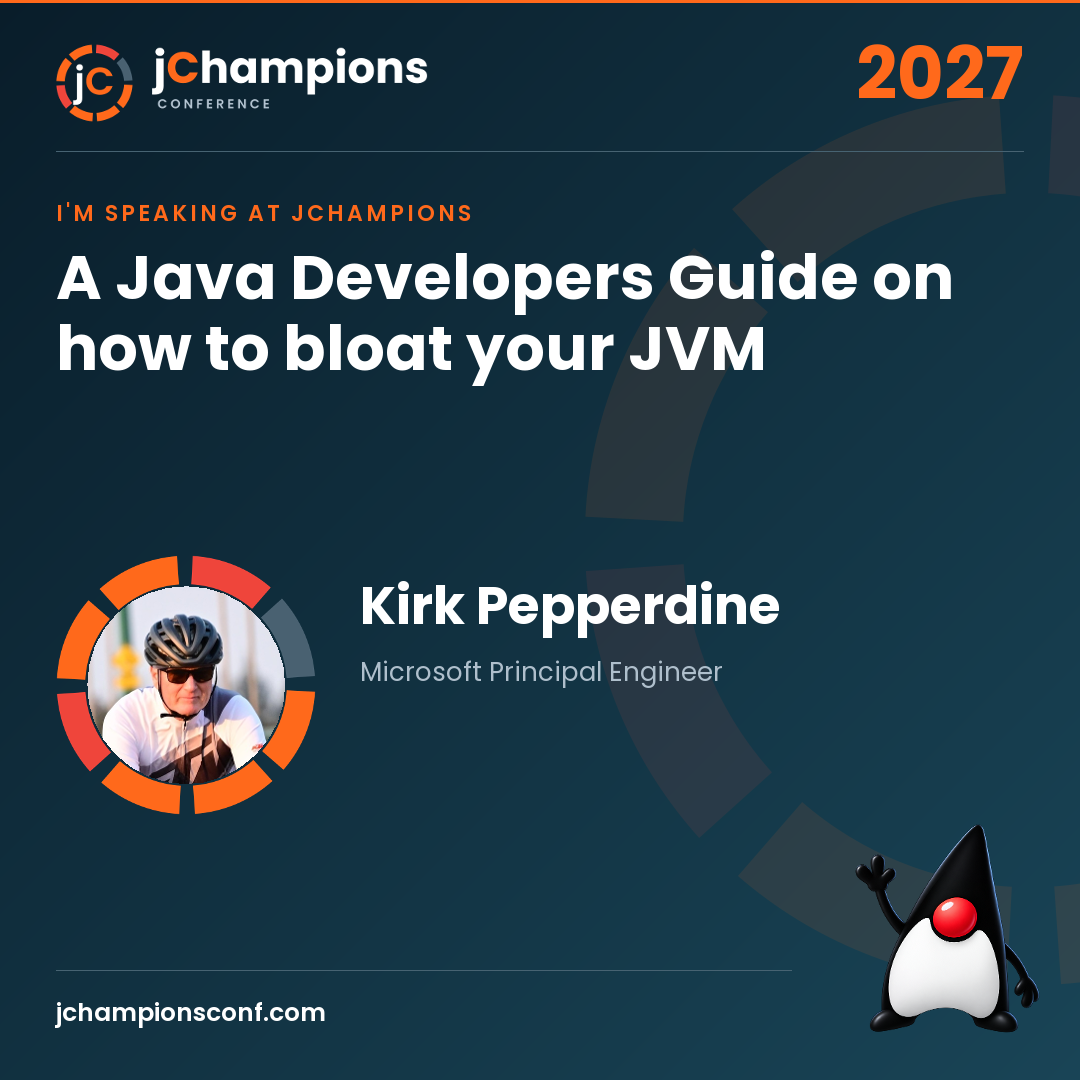 jC
jChampions
CONFERENCE
2027
I'M SPEAKING AT JCHAMPIONS
A Java Developers Guide on
how to bloat your JVM
Kirk Pepperdine
Microsoft Principal Engineer
jchampionsconf.com